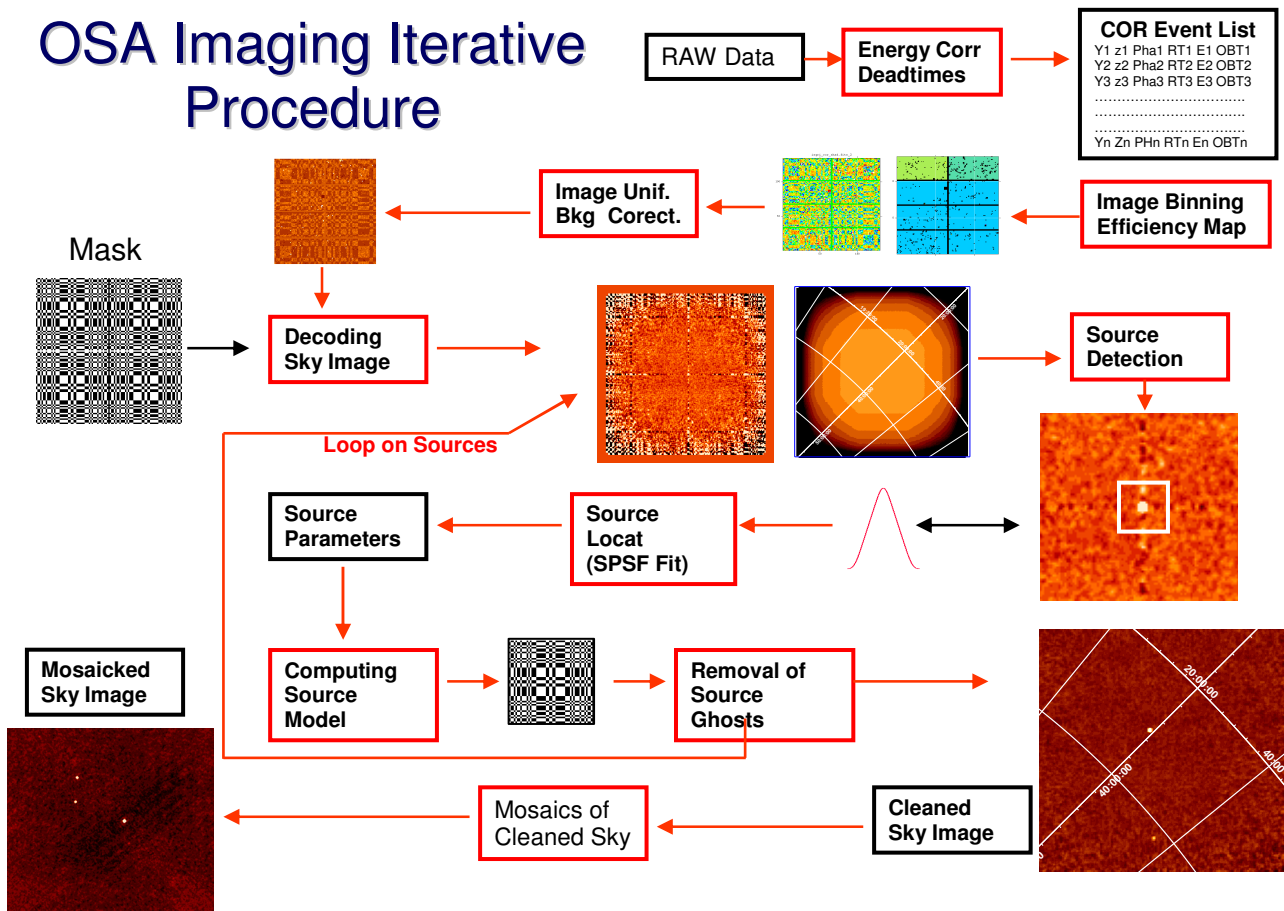 OSA Imaging Iterative
Procedure
RAW Data
Energy Corr
Deadtimes
COR Event List
Y1 z1 Pha1 RT1 E1 OBT1
Y2 z2 Pha2 RT2 E2 OBT2
Y3 z3 Pha3 RT3 E3 OBT3
..................................
..................................
..................................
Yn Zn PHn RTn En OBTn
Image Unif.
Bkg Corect.
Image Binning
Efficiency Map
Mask
Decoding
Sky Image
Source
Detection
Loop on Sources
Source
Parameters
Source
Locat
(SPSF Fit)
Mosaicked
Sky Image
Computing
Source
Model
Removal of
Source
Ghosts
20:00:00
40:00:00
Mosaics of
Cleaned Sky
Cleaned
Sky Image